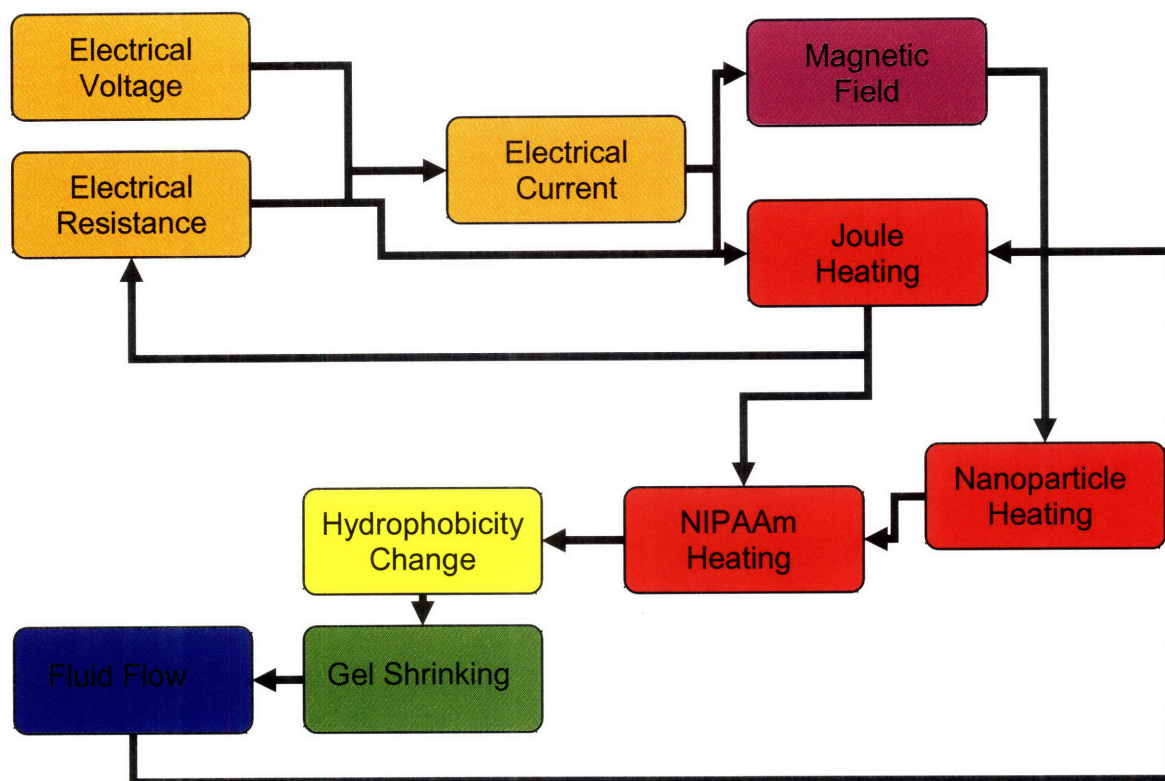 Electrical
Voltage
Magnetic
Field
Electrical
Current
Electrical
Resistance
Joule
Heating
Nanoparticle
Heating
NIPAAm
Heating
Hydrophobicity
Change
Gel Shrinking
Fluid Flow